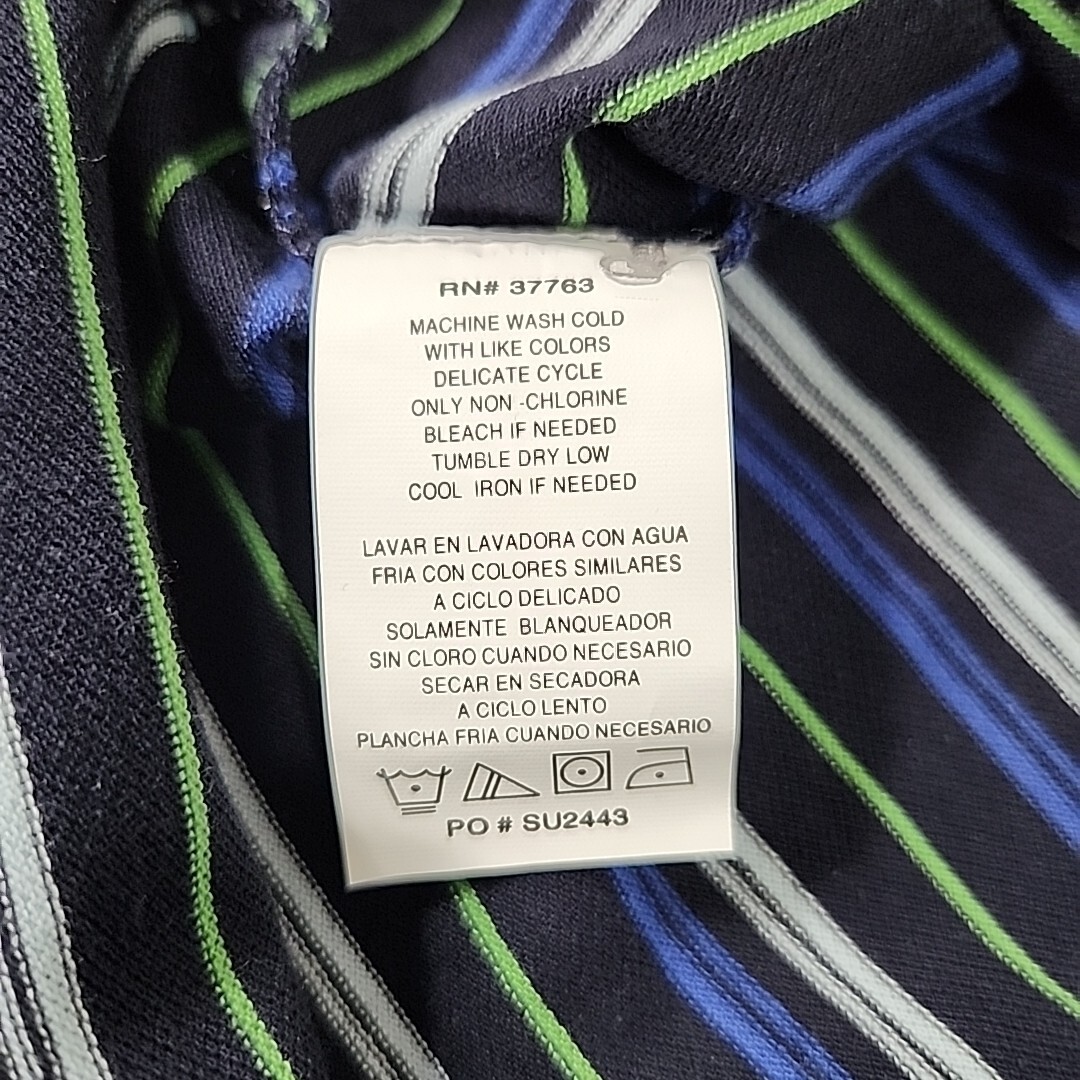 RN# 37763
MACHINE WASH COLD
WITH LIKE COLORS
DELICATE CYCLE
ONLY NON -CHLORINE
BLEACH IF NEEDED
TUMBLE DRY LOW
COOL IRON IF NEEDED
LAVAR EN LAVADORA CON AGUA
FRIA CON COLORES SIMILARES
A CICLO DELICADO
SOLAMENTE BLANQUEADOR
SIN CLORO CUANDO NECESARIO
SECAR EN SECADORA
A CICLO LENTO
PLANCHA FRIA CUANDO NECESARIO
PO # SU2443